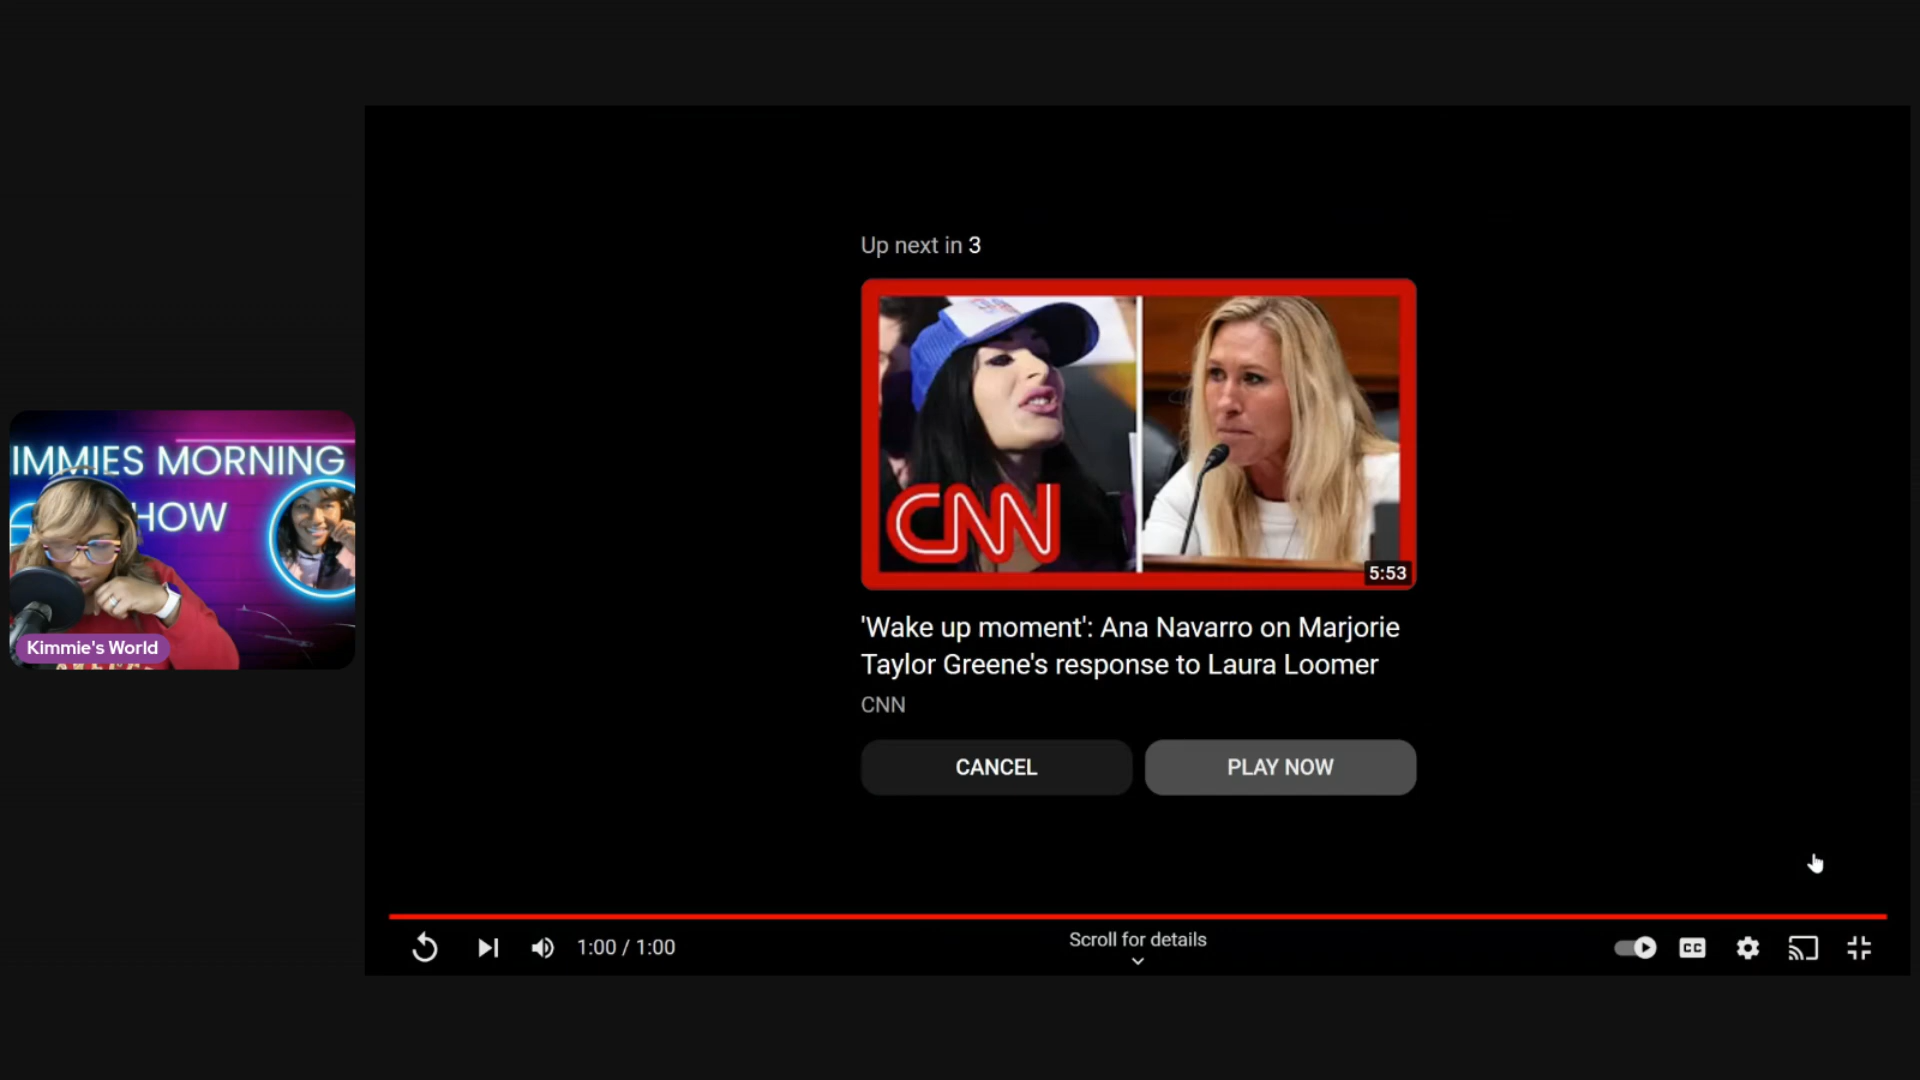 IMMIES MORNING
HOW
Kimmie's World
Up next in 3
CNN
5:53
'Wake up moment': Ana Navarro on Marjorie
Taylor Greene's response to Laura Loomer
CNN
CANCEL
PLAY NOW
1:00 / 1:00
Scroll for details
CC